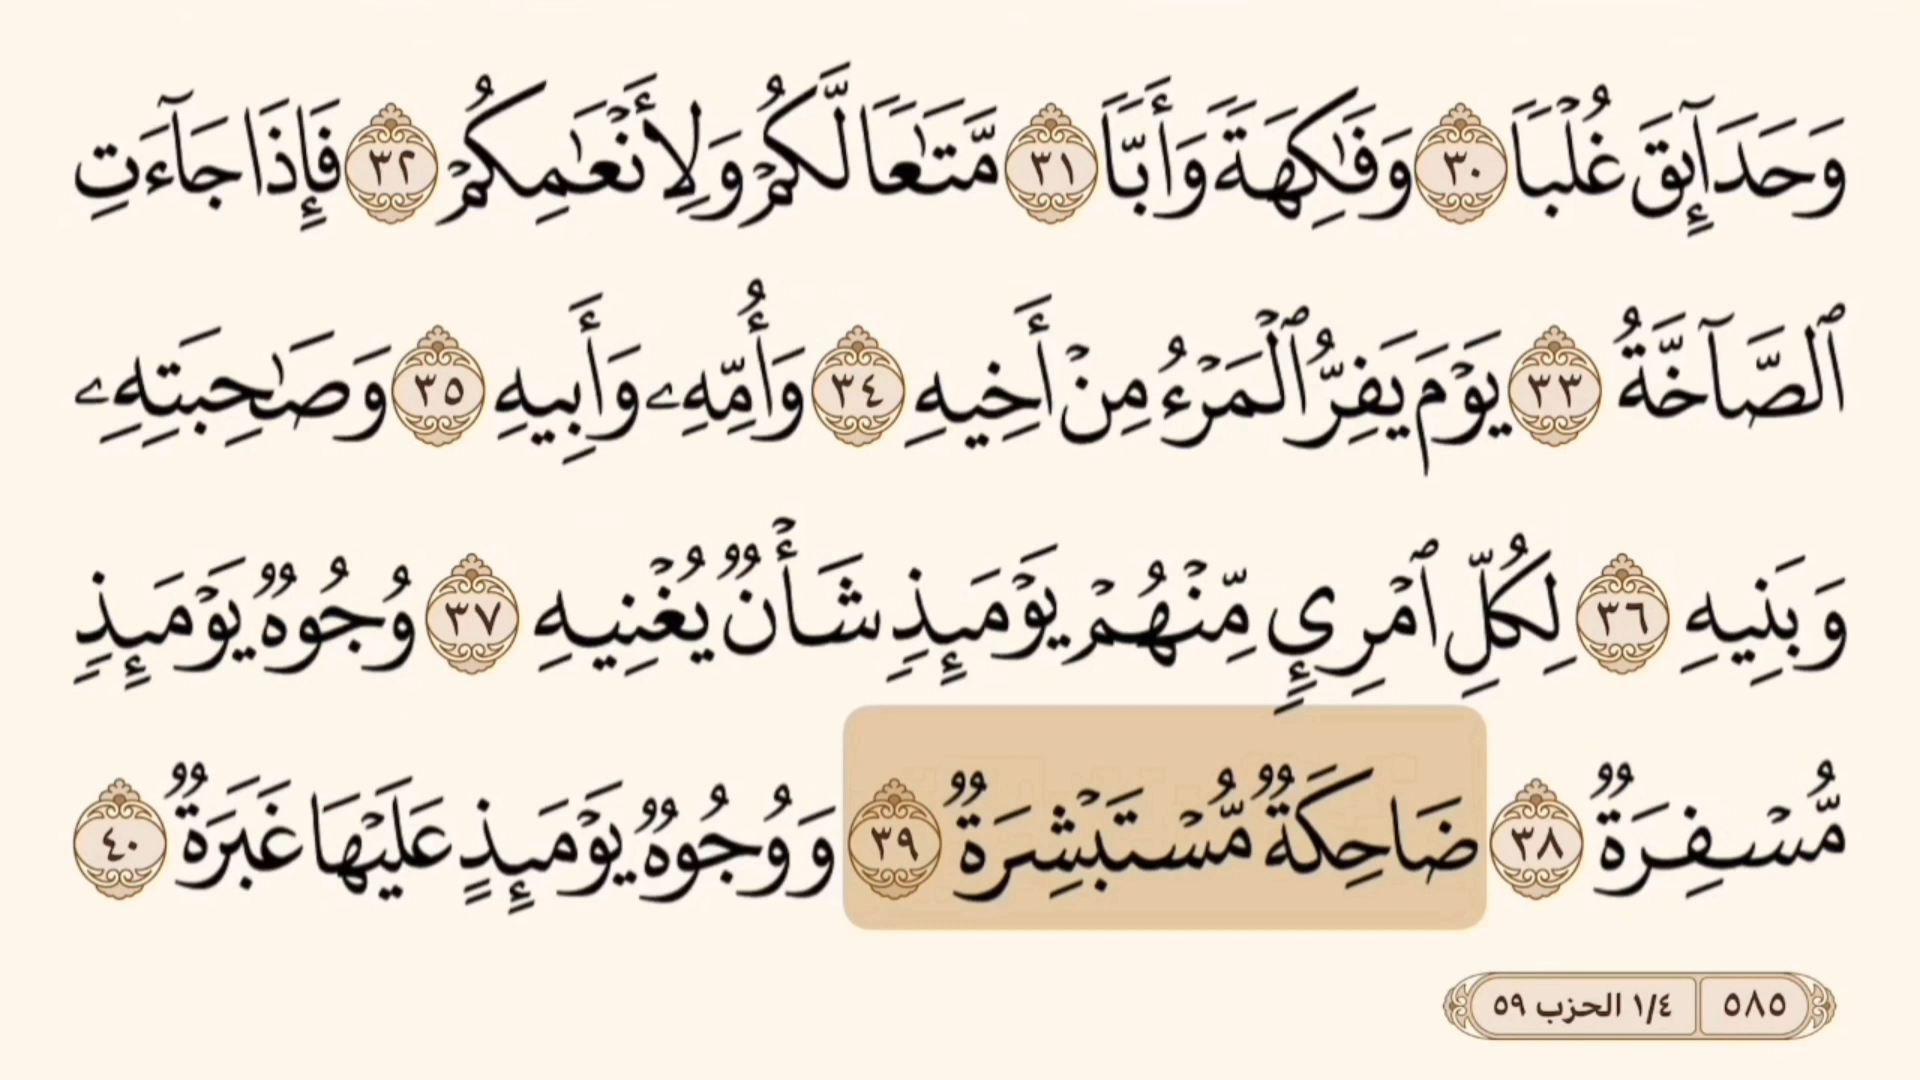 وَحَدَآئِقَ غُلۡبٗا ٣٠ وَفَٰكِهَةٗ وَأَبّٗا ٣١ مَّتَٰعٗا لَّكُمۡ وَلِأَنۡعَٰمِكُمۡ ٣٢ فَإِذَا جَآءَتِ
ٱلصَّآخَّةُ ٣٣ يَوۡمَ يَفِرُّ ٱلۡمَرۡءُ مِنۡ أَخِيهِ ٣٤ وَأُمِّهِۦ وَأَبِيهِ ٣٥ وَصَٰحِبَتِهِۦ
وَبَنِيهِ ٣٦ لِكُلِّ ٱمۡرِيٕٖ مِّنۡهُمۡ يَوۡمَئِذٖ شَأۡنٞ يُغۡنِيهِ ٣٧ وُجُوهٞ يَوۡمَئِذٖ
مُّسۡفِرَةٞ ٣٨ ضَاحِكَةٞ مُّسۡتَبۡشِرَةٞ ٣٩ وَوُجُوهٞ يَوۡمَئِذٍ عَلَيۡهَا غَبَرَةٞ ٤٠
٥٨٥ ١/٤ الحزب ٥٩